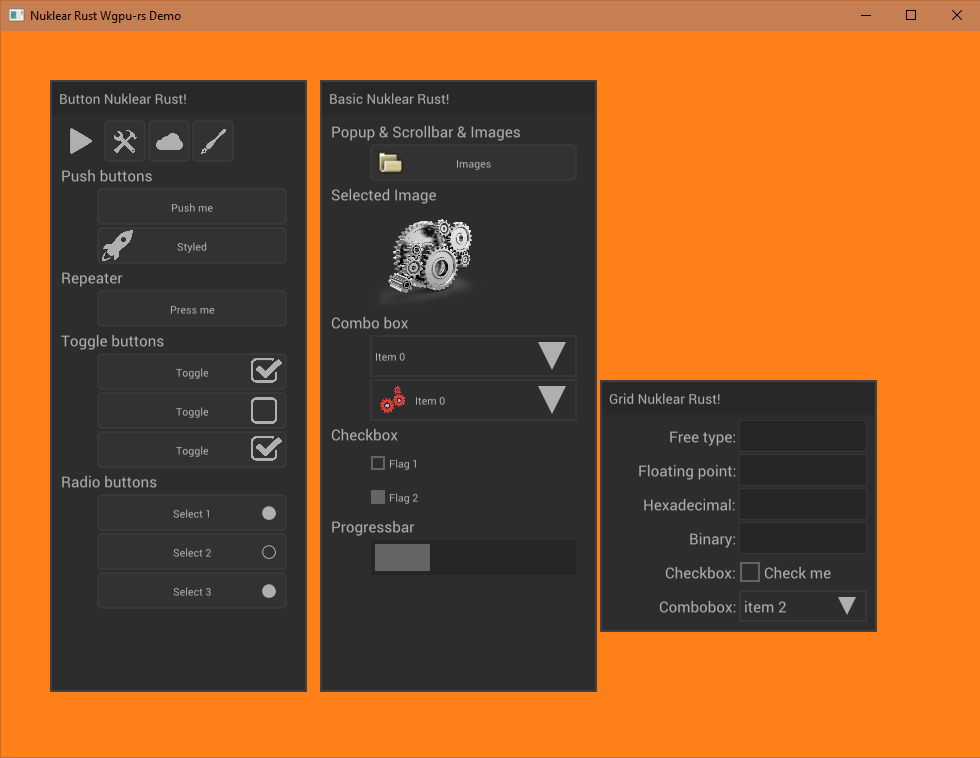 Nuklear Rust Wgpu-rs Demo
Button Nuklear Rust!
Push buttons
Push me
Styled
Repeater
Press me
Toggle buttons
Toggle
Toggle
Toggle
Radio buttons
Select 1
Select 2
Select 3
Basic Nuklear Rust!
Popup & Scrollbar & Images
Images
Selected Image
Combo box
Item 0
Item 0
Checkbox
Flag 1
Flag 2
Progressbar
Grid Nuklear Rust!
Free type:
Floating point:
Hexadecimal:
Binary:
Checkbox: Check me
Combobox: item 2